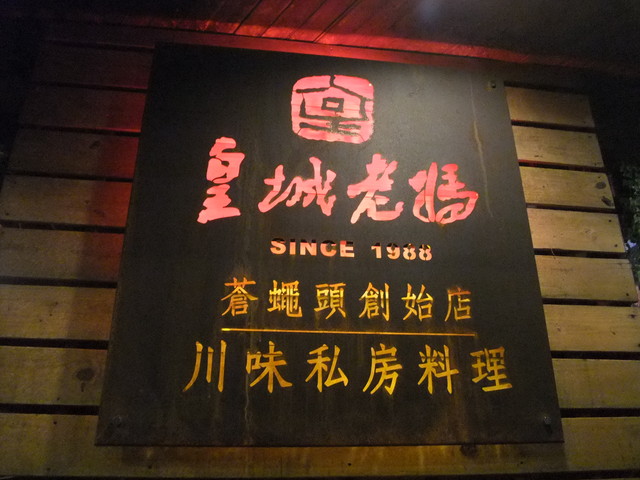 皇城老媽
SINCE 1988
蒼蠅頭創始店
川味私房料理